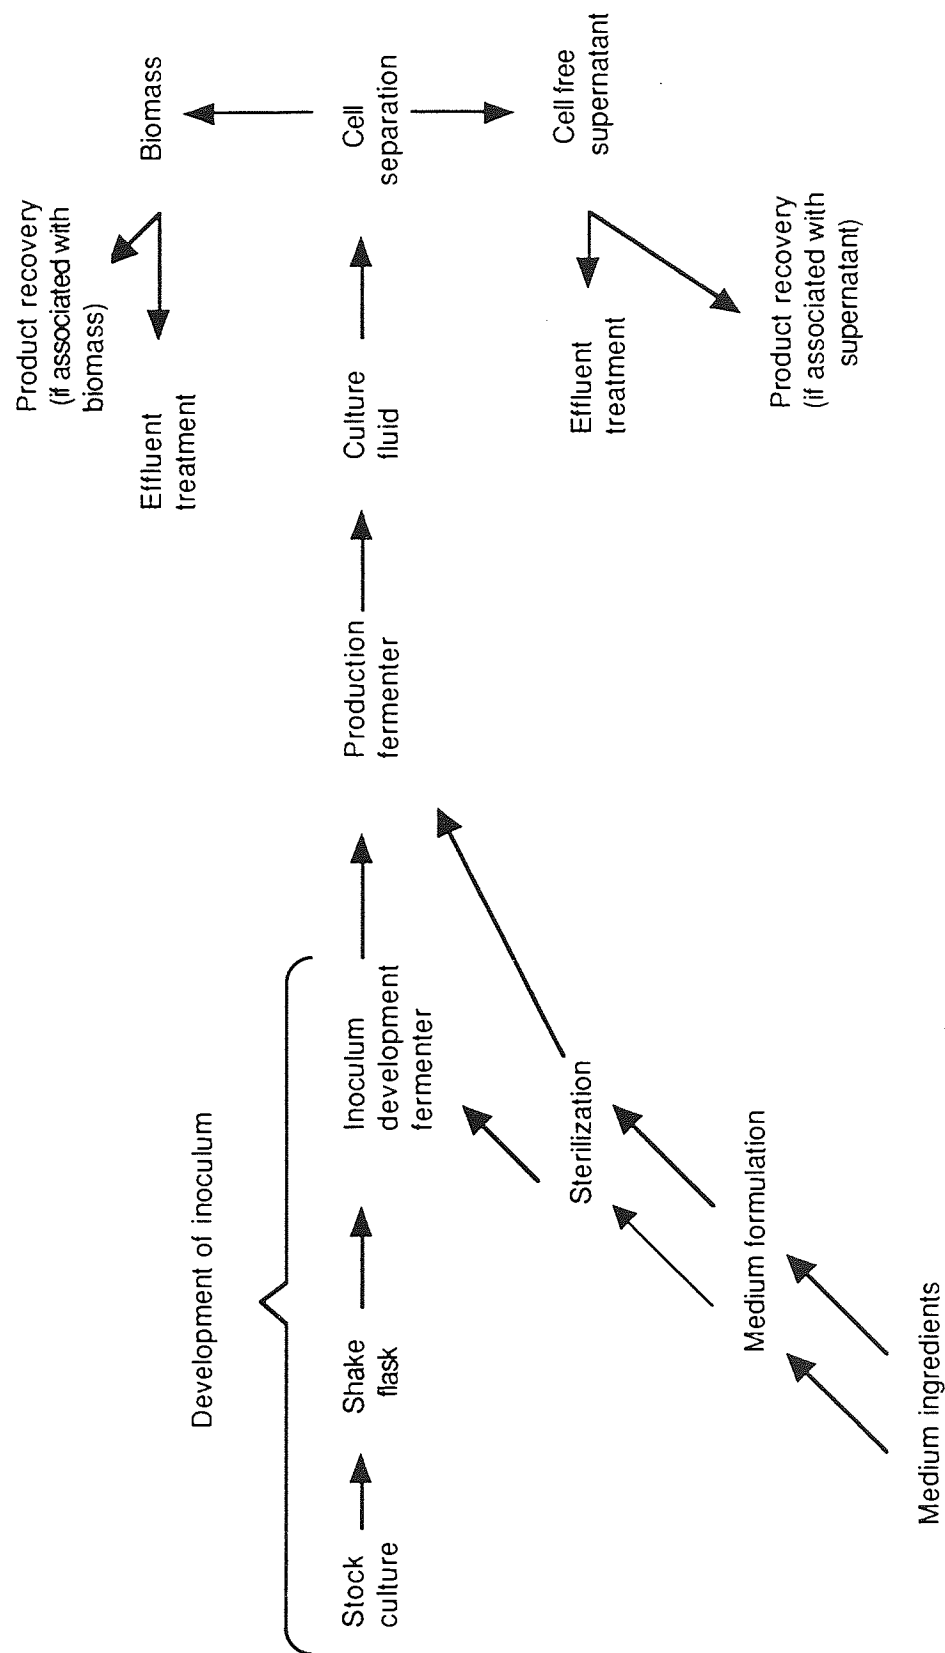 Development of inoculum
Stock
culture
Shake
flask
Inoculum
development
fermenter
Production
fermenter
Culture
fluid
Cell
separation
Biomass
Product recovery
(if associated with
biomass)
Effluent
treatment
Cell free
supernatant
Effluent
treatment
Product recovery
(if associated with
supernatant)
Sterilization
Medium formulation
Medium ingredients